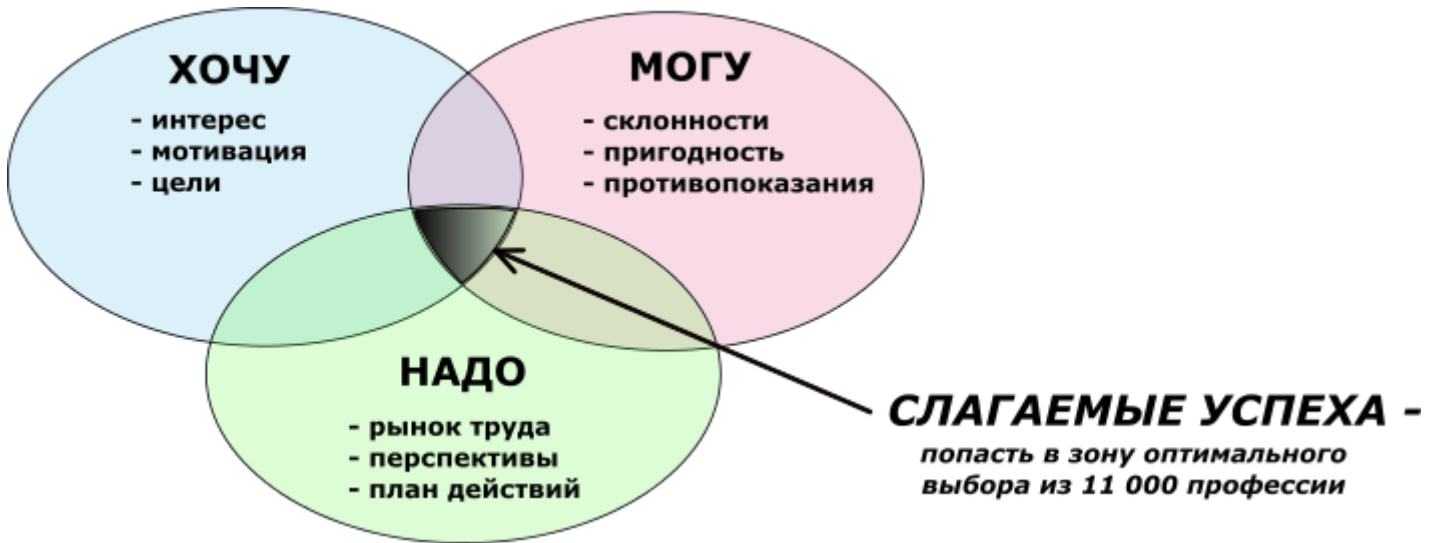 ХОЧУ
- интерес
- мотивация
- цели
МОГУ
- склонности
- пригодность
- противопоказания
НАДО
- рынок труда
- перспективы
- план действий
СЛАГАЕМЫЕ УСПЕХА -
попасть в зону оптимального
выбора из 11 000 профессии